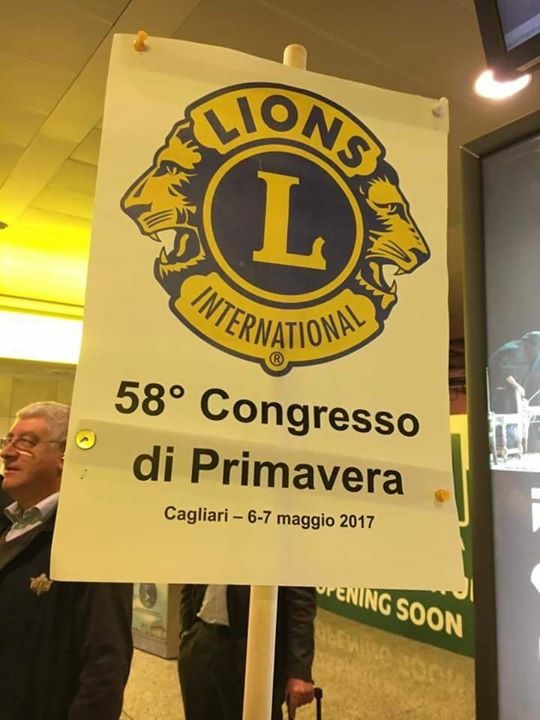 LIONS
L
INTERNATIONAL
®
58° Congresso
di Primavera
Cagliari – 6-7 maggio 2017
OPENING SOON